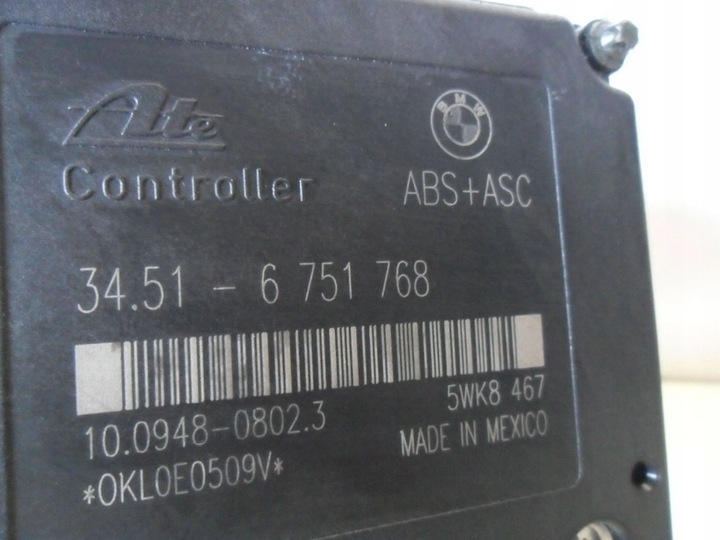 Ate
BMW
Controller
ABS+ASC
34.51 - 6 751 768
5WK8 467
10.0948-0802.3
MADE IN MEXICO
*0KL0E0509V*